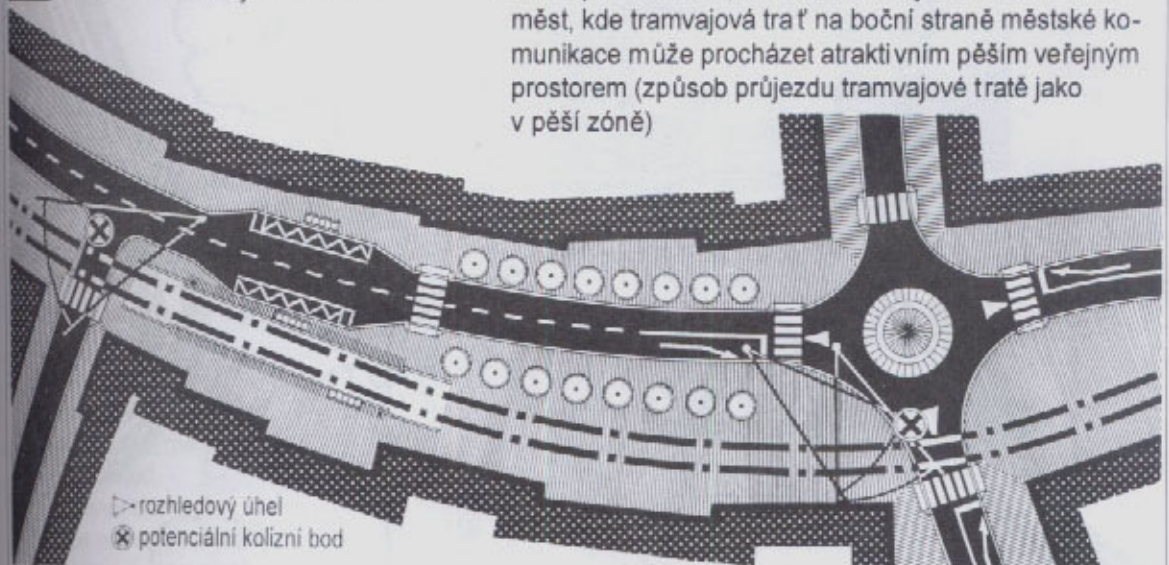 měst, kde tramvajová trať na boční straně městské ko-
munikace může procházet atraktivním pěším veřejným
prostorem (způsob průjezdu tramvajové tratě jako
v pěší zóně)
rozhledový úhel
potenciální kolizní bod